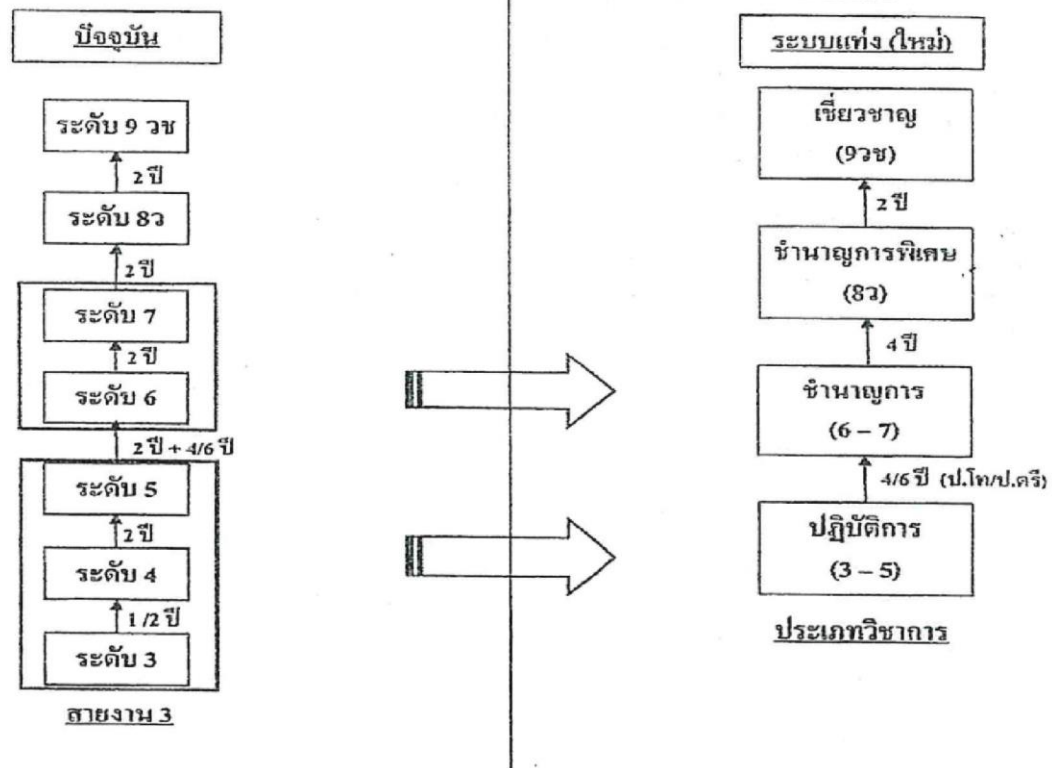 ปัจจุบัน
ระดับ 9 วช
2 ปี
ระดับ 8ว
2 ปี
ระดับ 7
2 ปี
ระดับ 6
2 ปี + 4/6 ปี
ระดับ 5
2 ปี
ระดับ 4
1 /2 ปี
ระดับ 3
สายงาน 3
ระบบแท่ง (ใหม่)
เชี่ยวชาญ
(9วช)
2 ปี
ชำนาญการพิเศษ
(8ว)
4 ปี
ชำนาญการ
(6 – 7)
4/6 ปี (ป.โท/ป.ตรี)
ปฏิบัติการ
(3 – 5)
ประเภทวิชาการ